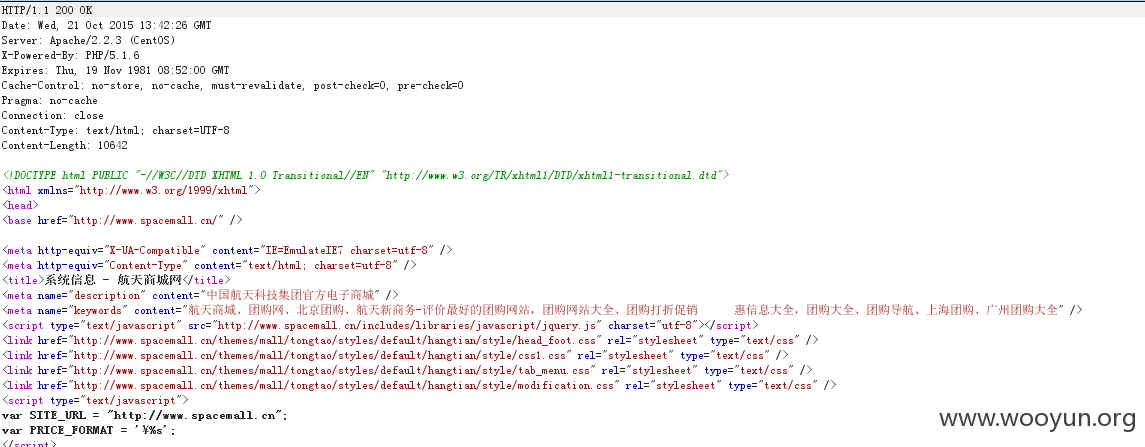 HTTP/1.1 200 OK
Date: Wed, 21 Oct 2015 13:42:26 GMT
Server: Apache/2.2.3 (CentOS)
X-Powered-By: PHP/5.1.6
Expires: Thu, 19 Nov 1981 08:52:00 GMT
Cache-Control: no-store, no-cache, must-revalidate, post-check=0, pre-check=0
Pragma: no-cache
Connection: close
Content-Type: text/html; charset=UTF-8
Content-Length: 10642
<!DOCTYPE html PUBLIC "-//W3C//DTD XHTML 1.0 Transitional//EN" "http://www.w3.org/TR/xhtml1/DTD/xhtml1-transitional.dtd">
<html xmlns="http://www.w3.org/1999/xhtml">
<head>
<base href="http://www.spacemall.cn/" />
<meta http-equiv="X-UA-Compatible" content="IE=EmulateIE7 charset=utf-8" />
<meta http-equiv="Content-Type" content="text/html; charset=utf-8" />
<title>系统信息 - 航天商城网</title>
<meta name="description" content="中国航天科技集团官方电子商城" />
<meta name="keywords" content="航天商城、团购网、北京团购、航天新商务-评价最好的团购网站，团购网站大全、团购打折促销 惠信息大全，团购大全、团购导航、上海团购、广州团购大全" />
<script type="text/javascript" src="http://www.spacemall.cn/includes/libraries/javascript/jquery.js" charset="utf-8"></script>
<link href="http://www.spacemall.cn/themes/mall/tongtao/styles/default/hangtian/style/head_foot.css" rel="stylesheet" type="text/css" />
<link href="http://www.spacemall.cn/themes/mall/tongtao/styles/default/hangtian/style/css1.css" rel="stylesheet" type="text/css" />
<link href="http://www.spacemall.cn/themes/mall/tongtao/styles/default/hangtian/style/tab_menu.css" rel="stylesheet" type="text/css" />
<link href="http://www.spacemall.cn/themes/mall/tongtao/styles/default/hangtian/style/modification.css" rel="stylesheet" type="text/css" />
<script type="text/javascript">
var SITE_URL = "http://www.spacemall.cn";
var PRICE_FORMAT = '¥%s';
</script>
www.wooyun.org